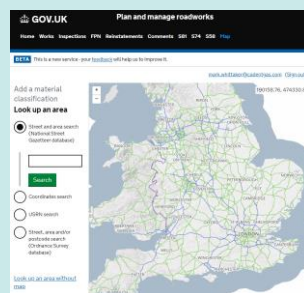 GOV.UK
Plan and manage roadworks
Home Works Inspections FPN Reinstatements Comments S81 S74 S58 Map
BETA This is a new service - your feedback will help us to improve it.
Add a material
classification
Look up an area
Street and area search
(National Street
Gazetteer database)
Search
Coordinates search
USRN search
Street, area and/or
postcode search
(Ordnance Survey
database)
Look up an area without
map